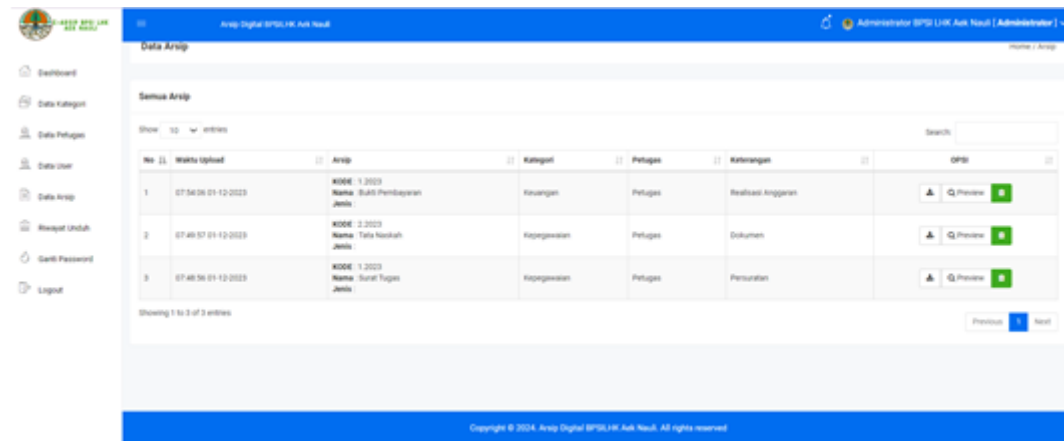 E-ARSIP BPSI LHK
AEK NAULI
Arsip Digital BPSILHK Aek Nauli
Administrator BPSI LHK Aek Nauli [ Administrator ]
Data Arsip
Home / Arsip
Dashboard
Data Kategori
Data Petugas
Data User
Data Arsip
Riwayat Unduh
Ganti Password
Logout
Semua Arsip
Show 10 entries
Search:
No Waktu Upload Arsip Kategori Petugas Keterangan OPSI
1 07:54:06 01-12-2023 KODE : 1.2023 Keuangan Petugas Realisasi Anggaran Preview
Nama : Bukti Pembayaran
Jenis :
2 07:49:57 01-12-2023 KODE : 2.2023 Kepegawaian Petugas Dokumen Preview
Nama : Tata Naskah
Jenis :
3 07:48:56 01-12-2023 KODE : 1.2023 Kepegawaian Petugas Persuratan Preview
Nama : Surat Tugas
Jenis :
Showing 1 to 3 of 3 entries
Previous 1 Next
Copyright © 2024. Arsip Digital BPSILHK Aek Nauli. All rights reserved